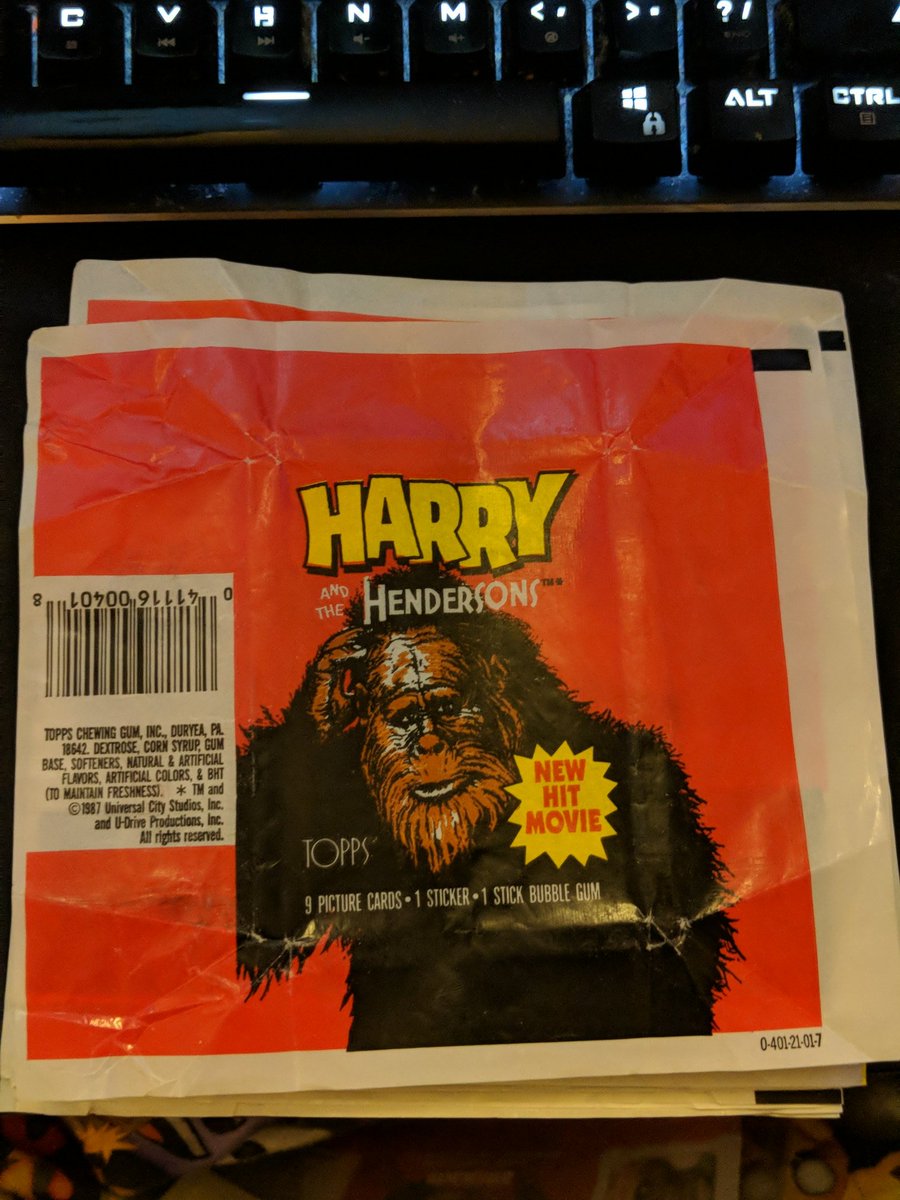 C V B N M < , > . ? /
ALT CTRL
HARRY
AND THE HENDERSONS™*
NEW
HIT
MOVIE
TOPPS™
9 PICTURE CARDS • 1 STICKER • 1 STICK BUBBLE GUM
0 41116 00401 8
TOPPS CHEWING GUM, INC., DURYEA, PA.
18642. DEXTROSE, CORN SYRUP, GUM
BASE, SOFTENERS, NATURAL & ARTIFICIAL
FLAVORS, ARTIFICIAL COLORS, & BHT
(TO MAINTAIN FRESHNESS). * TM and
©1987 Universal City Studios, Inc.
and U-Drive Productions, Inc.
All rights reserved.
0-401-21-01-7